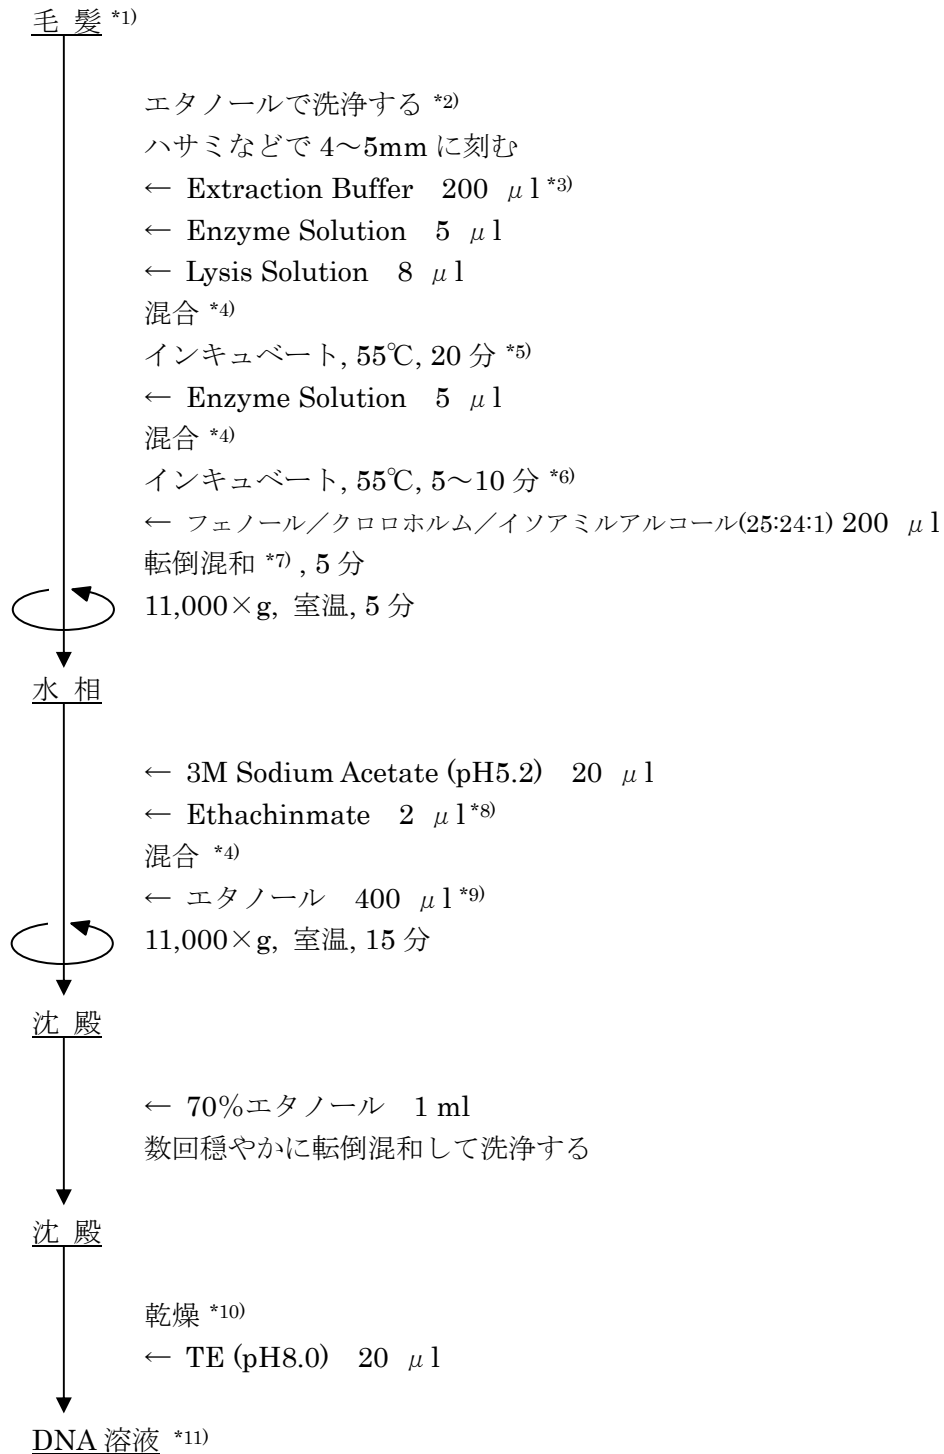 毛 髪 *1)
エタノールで洗浄する *2)
ハサミなどで 4～5mm に刻む
← Extraction Buffer 200 μl *3)
← Enzyme Solution 5 μl
← Lysis Solution 8 μl
混合 *4)
インキュベート, 55℃, 20 分 *5)
← Enzyme Solution 5 μl
混合 *4)
インキュベート, 55℃, 5～10 分 *6)
← フェノール／クロロホルム／イソアミルアルコール(25:24:1) 200 μl
転倒混和 *7) , 5 分
11,000×g, 室温, 5 分
水 相
← 3M Sodium Acetate (pH5.2) 20 μl
← Ethachinmate 2 μl *8)
混合 *4)
← エタノール 400 μl *9)
11,000×g, 室温, 15 分
沈 殿
← 70％エタノール 1 ml
数回穏やかに転倒混和して洗浄する
沈 殿
乾燥 *10)
← TE (pH8.0) 20 μl
DNA 溶液 *11)